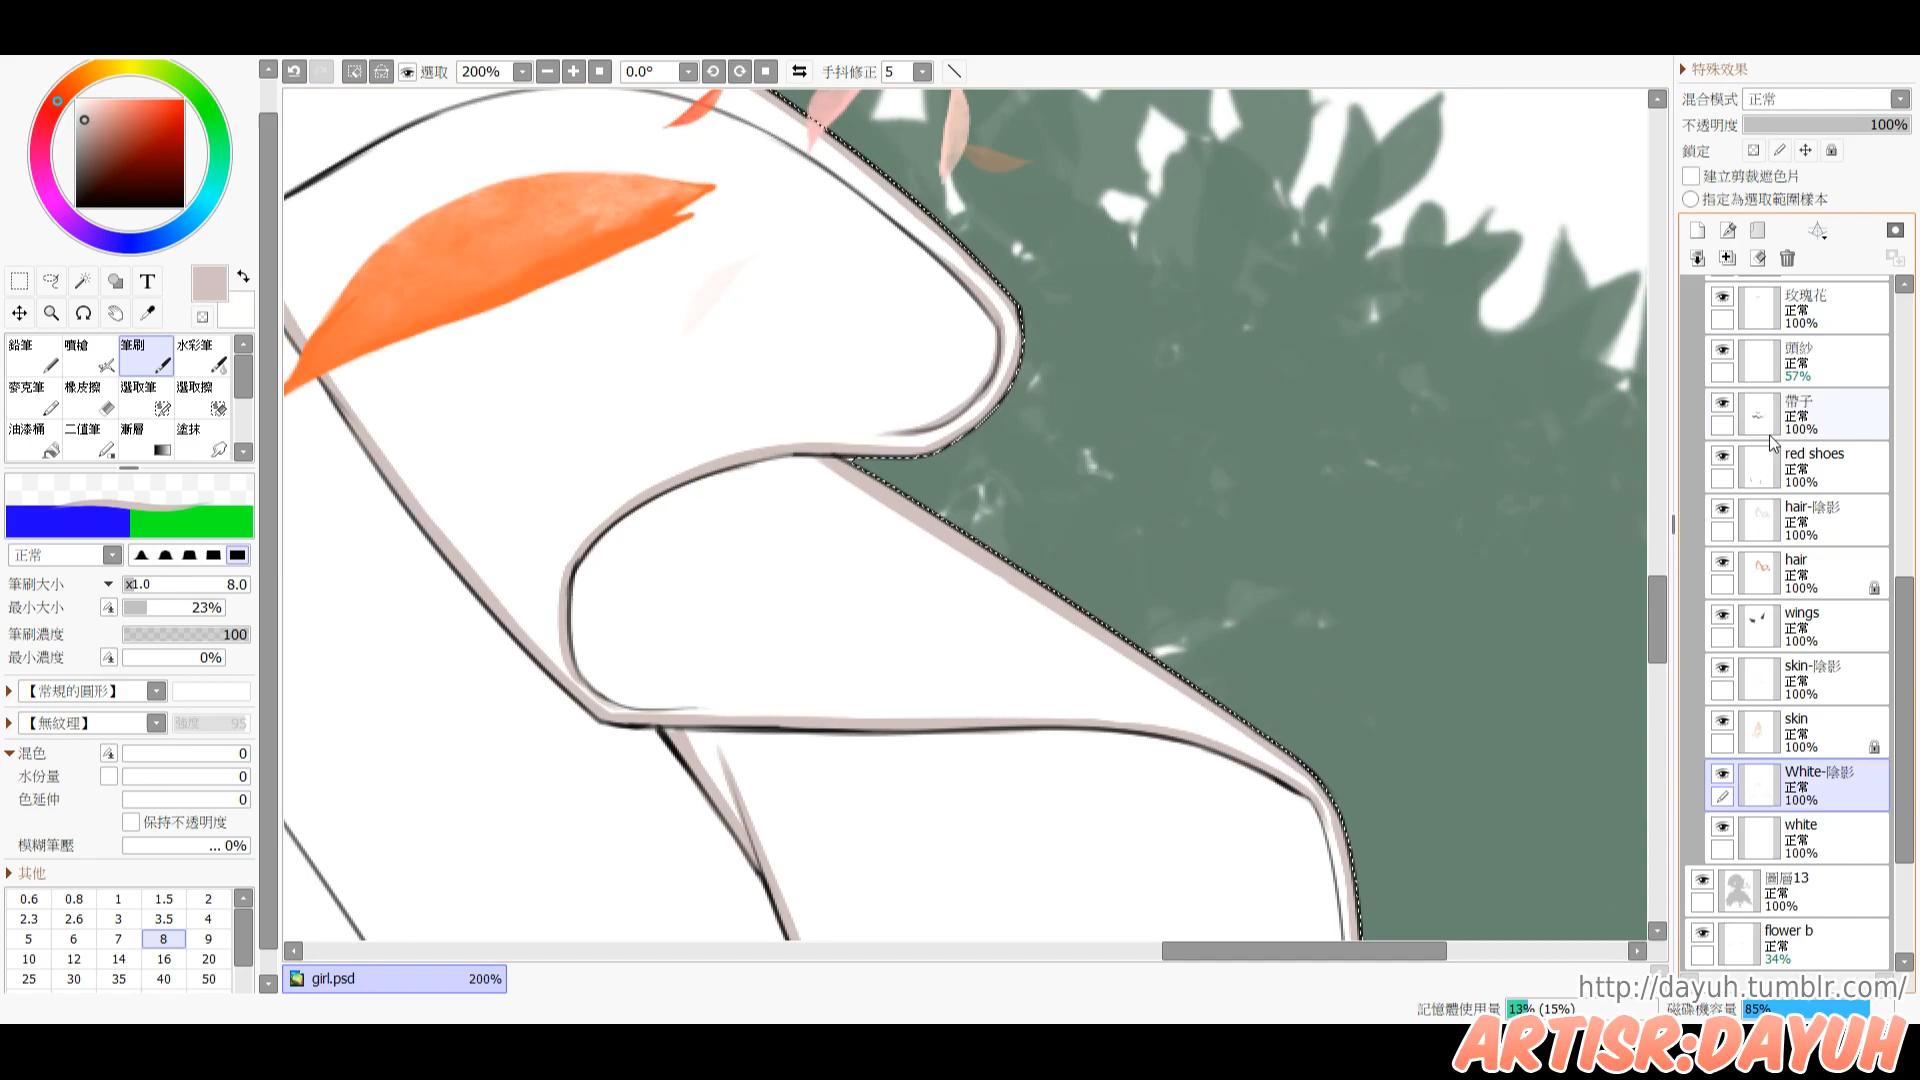 選取 200% 0.0° 手抖修正 5
特殊效果
混合模式 正常
不透明度 100%
鎖定
建立剪裁遮色片
指定為選取範圍樣本
T
鉛筆 噴槍 筆刷 水彩筆
麥克筆 橡皮擦 選取筆 選取擦
油漆桶 二值筆 漸層 塗抹
正常
筆刷大小 x1.0 8.0
最小大小 23%
筆刷濃度 100
最小濃度 0%
【常規的圓形】
【無紋理】 強度 95
混色 0
水份量 0
色延伸 0
保持不透明度
模糊筆壓 ... 0%
其他
0.6 0.8 1 1.5 2
2.3 2.6 3 3.5 4
5 6 7 8 9
10 12 14 16 20
25 30 35 40 50
玫瑰花
正常
100%
頭紗
正常
57%
帶子
正常
100%
red shoes
正常
100%
hair-陰影
正常
100%
hair
正常
100%
wings
正常
100%
skin-陰影
正常
100%
skin
正常
100%
White-陰影
正常
100%
white
正常
100%
圖層13
正常
100%
flower b
正常
34%
girl.psd 200%
http://dayuh.tumblr.com/
記憶體使用量 13% (15%) 磁碟機容量 85%
ARTISR:DAYUH